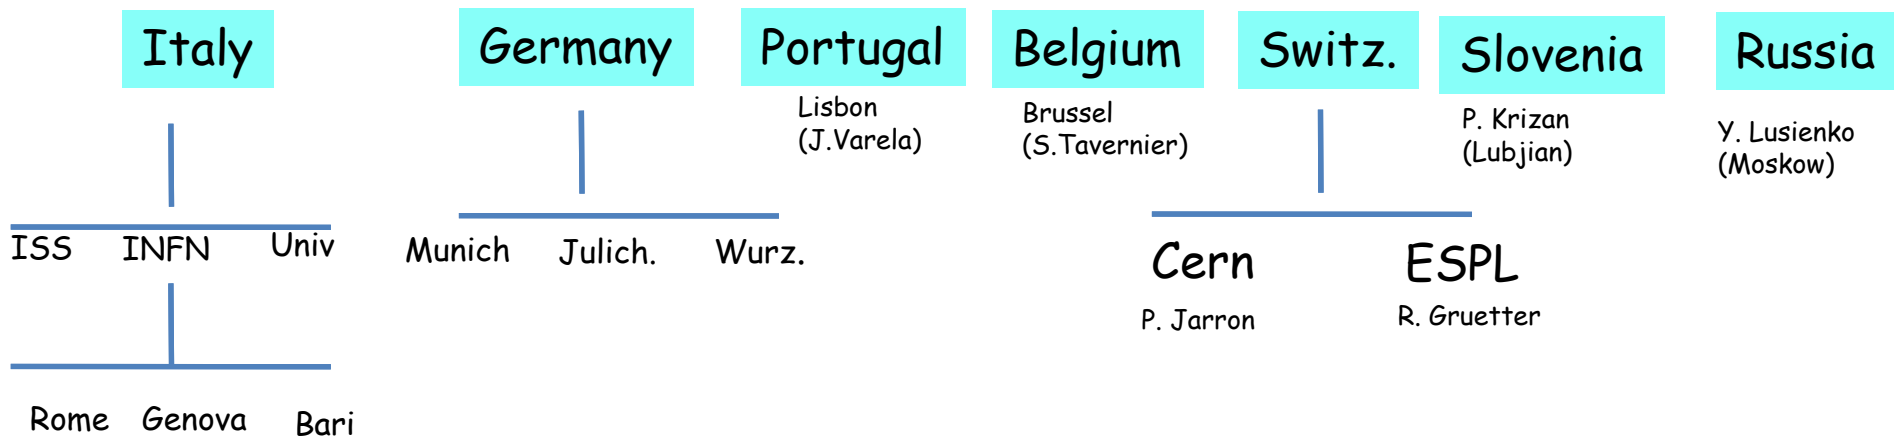 Italy
Germany
Portugal
Belgium
Switz.
Slovenia
Russia
Lisbon
(J.Varela)
Brussel
(S.Tavernier)
P. Krizan
(Lubjian)
Y. Lusienko
(Moskow)
ISS
INFN
Univ
Munich
Julich.
Wurz.
Cern
P. Jarron
ESPL
R. Gruetter
Rome
Genova
Bari